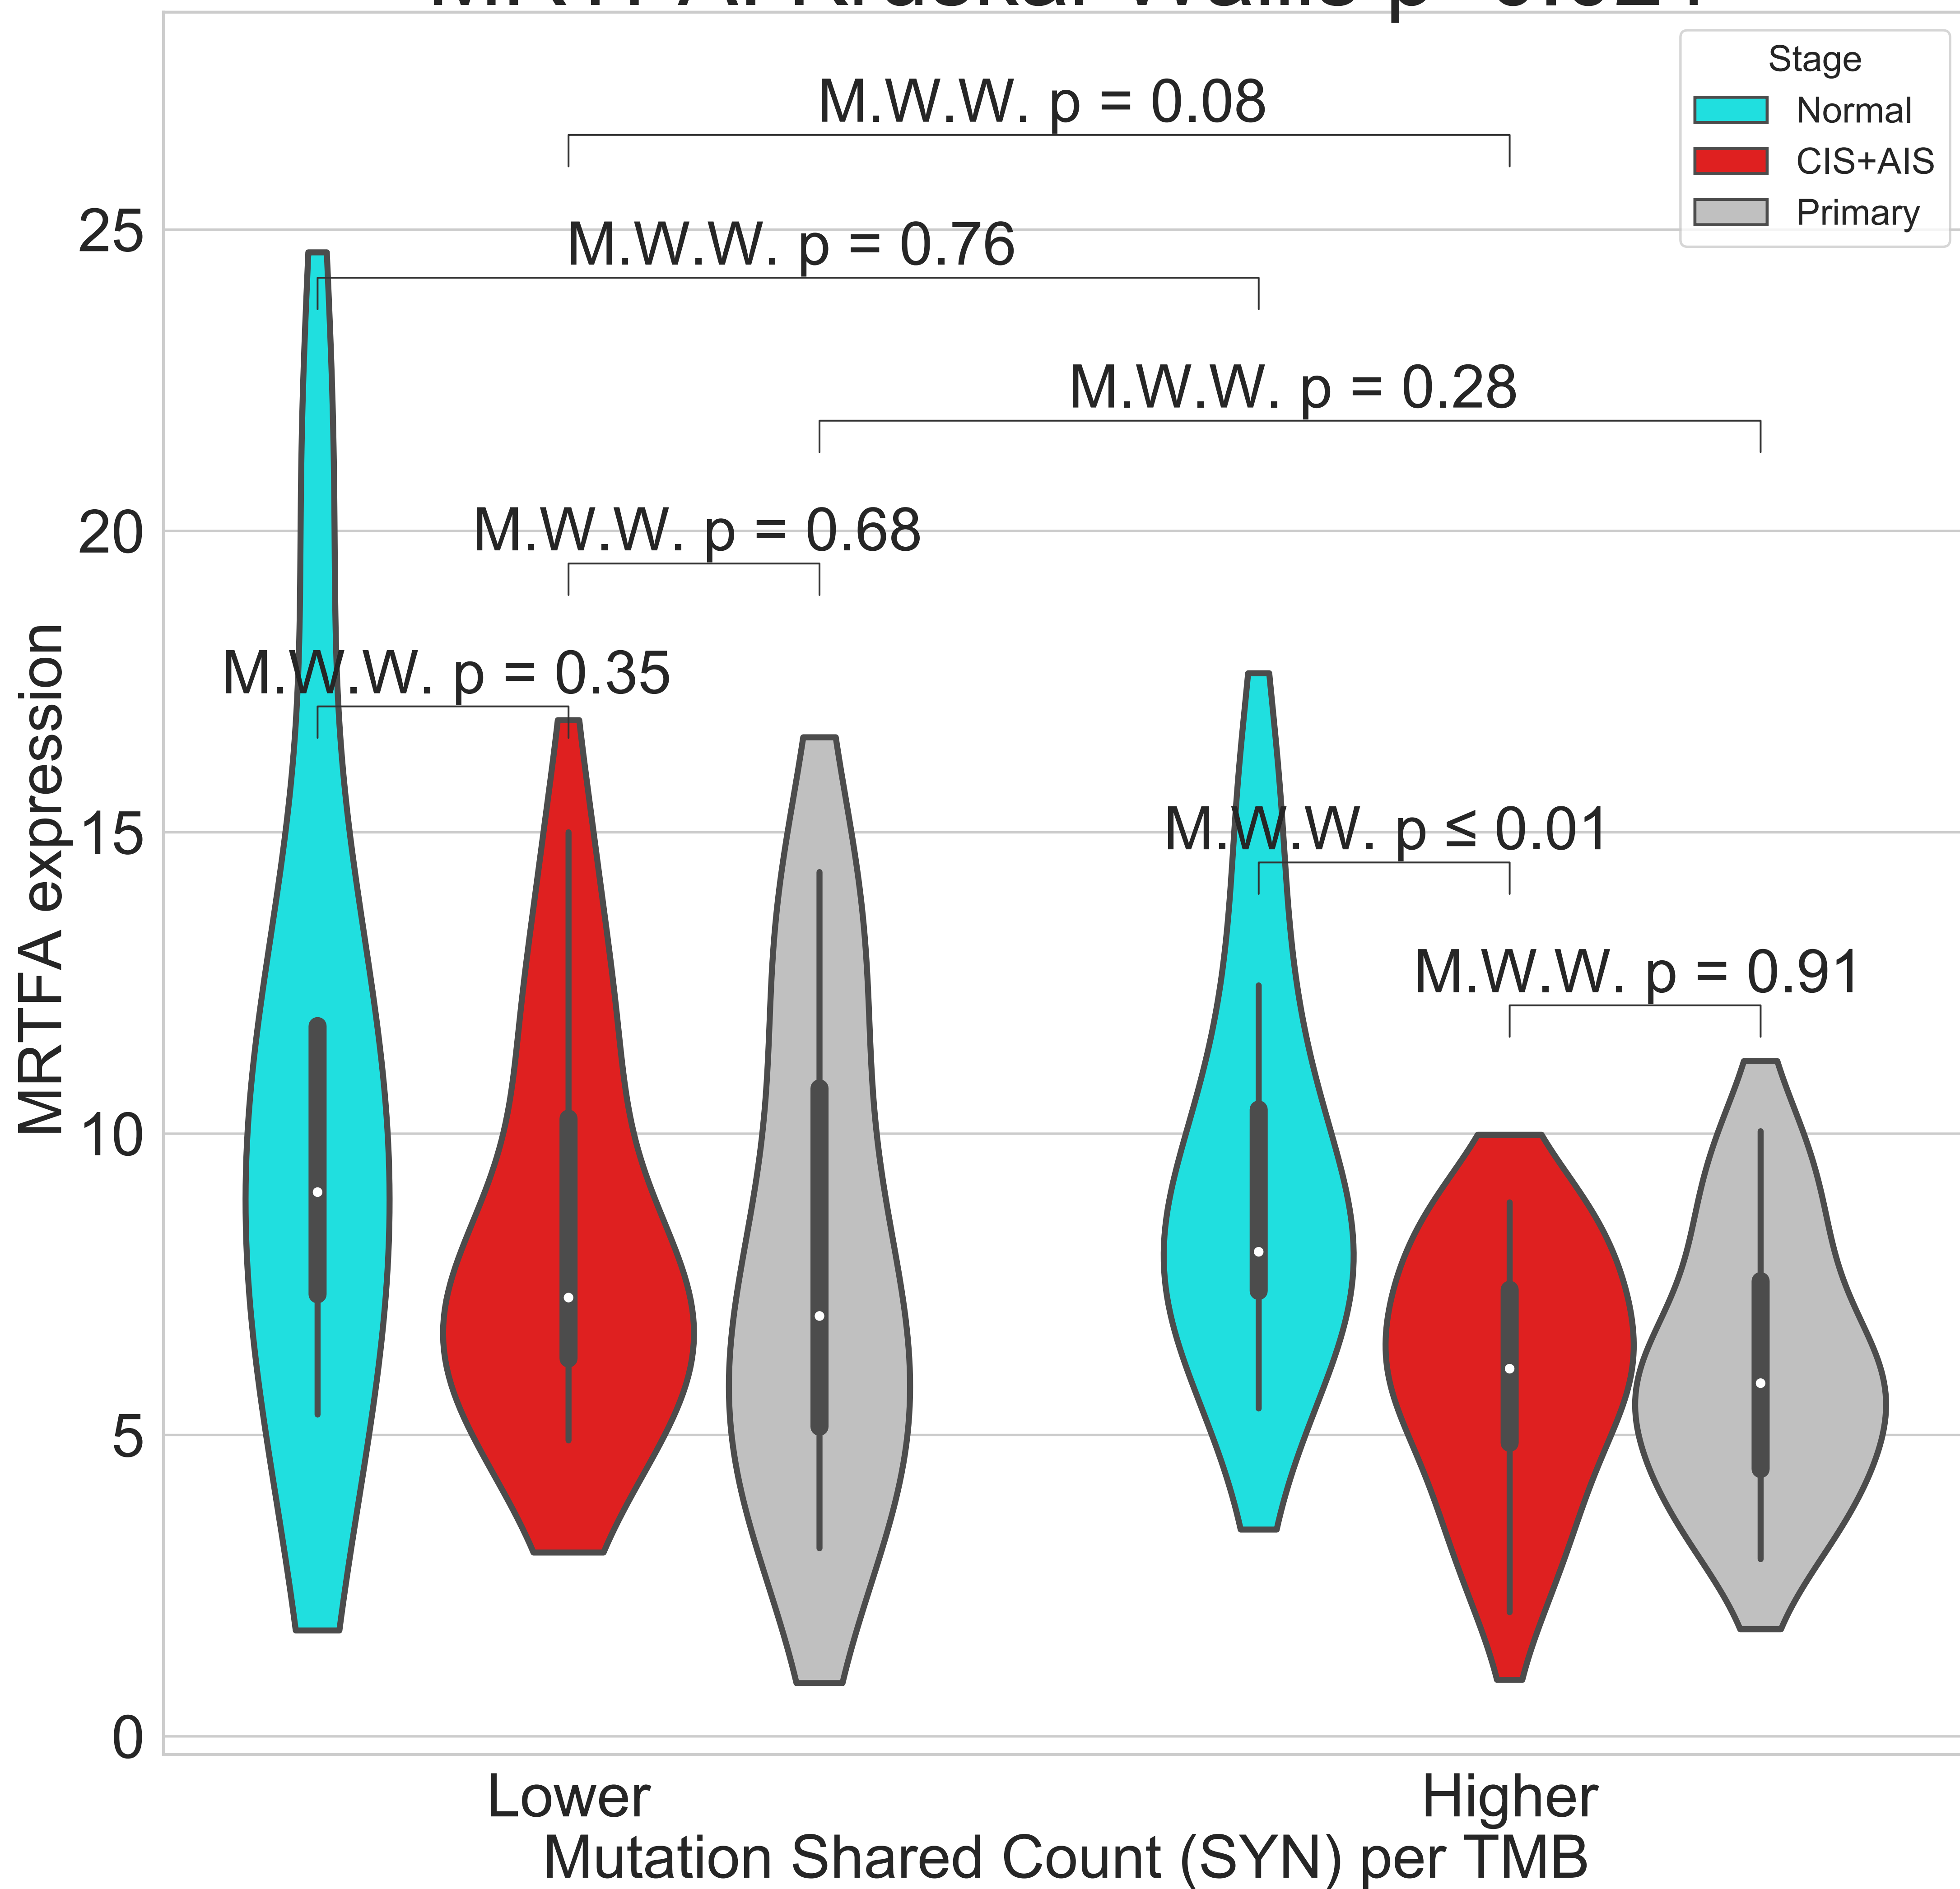 Stage
Normal
CIS+AIS
Primary
M.W.W. p = 0.08
M.W.W. p = 0.76
M.W.W. p = 0.28
M.W.W. p = 0.68
M.W.W. p = 0.35
M.W.W. p ≤ 0.01
M.W.W. p = 0.91
MRTFA expression
25
20
15
10
5
0
Lower
Higher
Mutation Shared Count (SYN) per TMB